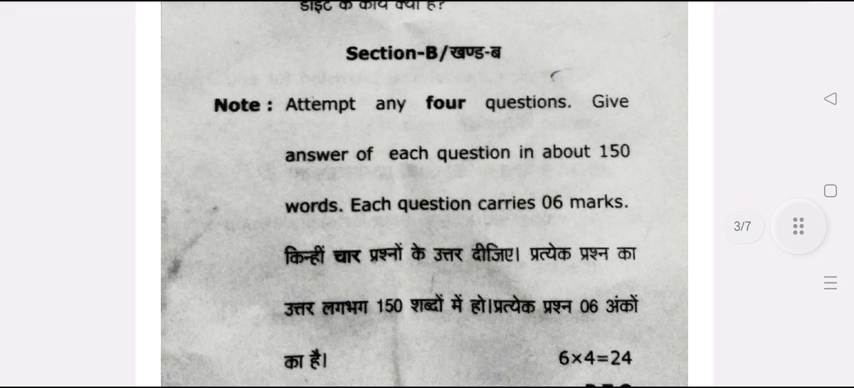 डाइट के कार्य क्या है?
Section-B/खण्ड-ब
Note : Attempt any four questions. Give
answer of each question in about 150
words. Each question carries 06 marks.
किन्हीं चार प्रश्नों के उत्तर दीजिए। प्रत्येक प्रश्न का
उत्तर लगभग 150 शब्दों में हो।प्रत्येक प्रश्न 06 अंकों
का है।
6×4=24
3/7